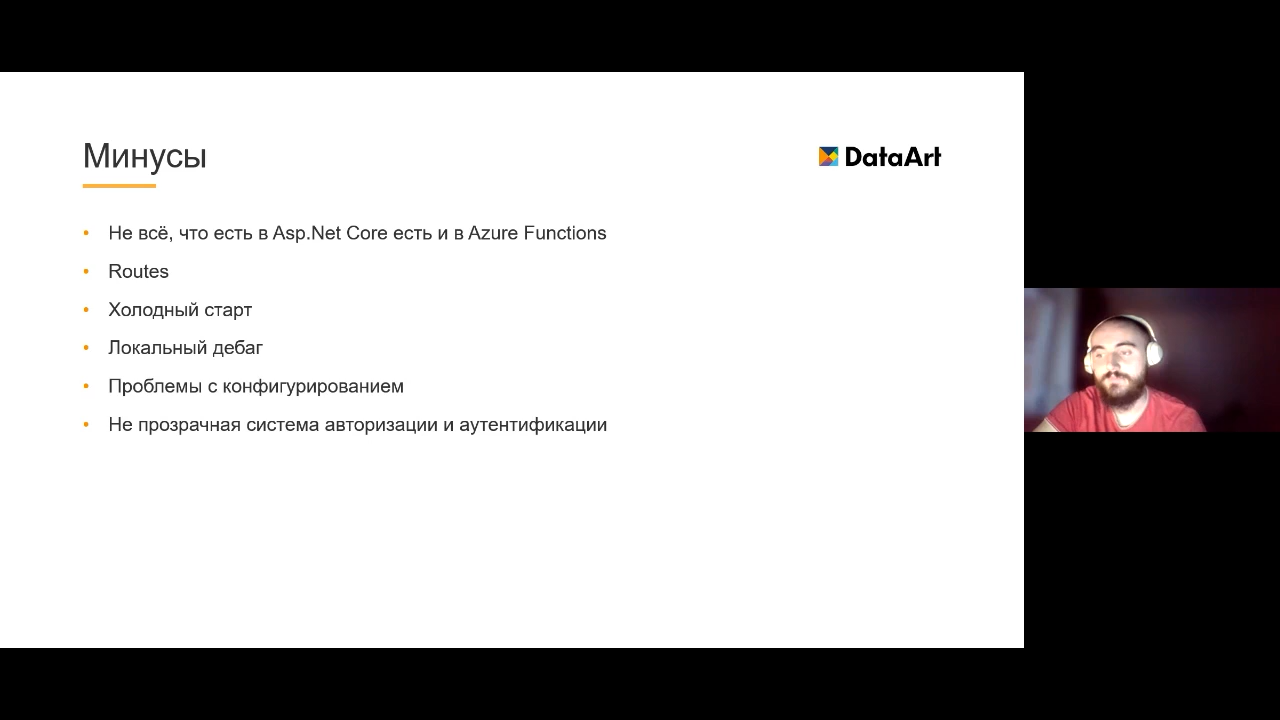 Минусы
DataArt
Не всё, что есть в Asp.Net Core есть и в Azure Functions
Routes
Холодный старт
Локальный дебаг
Проблемы с конфигурированием
Не прозрачная система авторизации и аутентификации